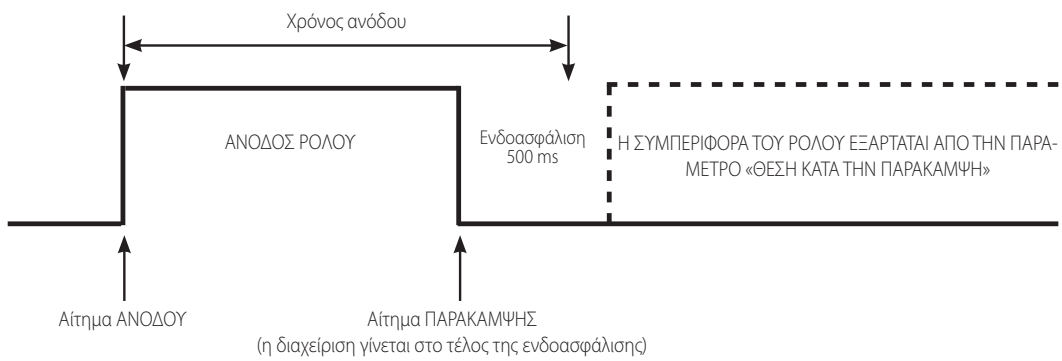 Χρόνος ανόδου
ΑΝΟΔΟΣ ΡΟΛΟΥ
Ενδοασφάλιση
500 ms
Η ΣΥΜΠΕΡΙΦΟΡΑ ΤΟΥ ΡΟΛΟΥ ΕΞΑΡΤΑΤΑΙ ΑΠΟ ΤΗΝ ΠΑΡΑ-
ΜΕΤΡΟ «ΘΕΣΗ ΚΑΤΑ ΤΗΝ ΠΑΡΑΚΑΜΨΗ»
Αίτημα ΑΝΟΔΟΥ
Αίτημα ΠΑΡΑΚΑΜΨΗΣ
(η διαχείριση γίνεται στο τέλος της ενδοασφάλισης)